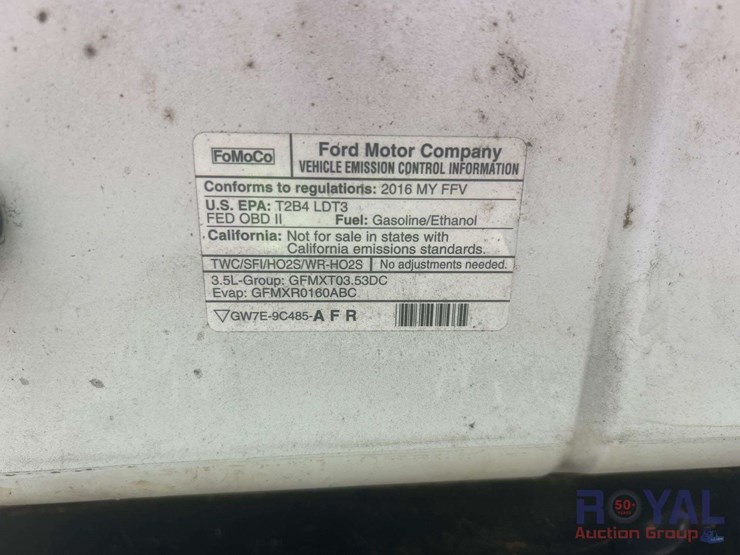 FoMoCo
Ford Motor Company
VEHICLE EMISSION CONTROL INFORMATION
Conforms to regulations: 2016 MY FFV
U.S. EPA: T2B4 LDT3
FED OBD II Fuel: Gasoline/Ethanol
California: Not for sale in states with
California emissions standards.
TWC/SFI/HO2S/WR-HO2S No adjustments needed.
3.5L-Group: GFMXT03.53DC
Evap: GFMXR0160ABC
GW7E-9C485-A F R
ROYAL
50
Auction Group